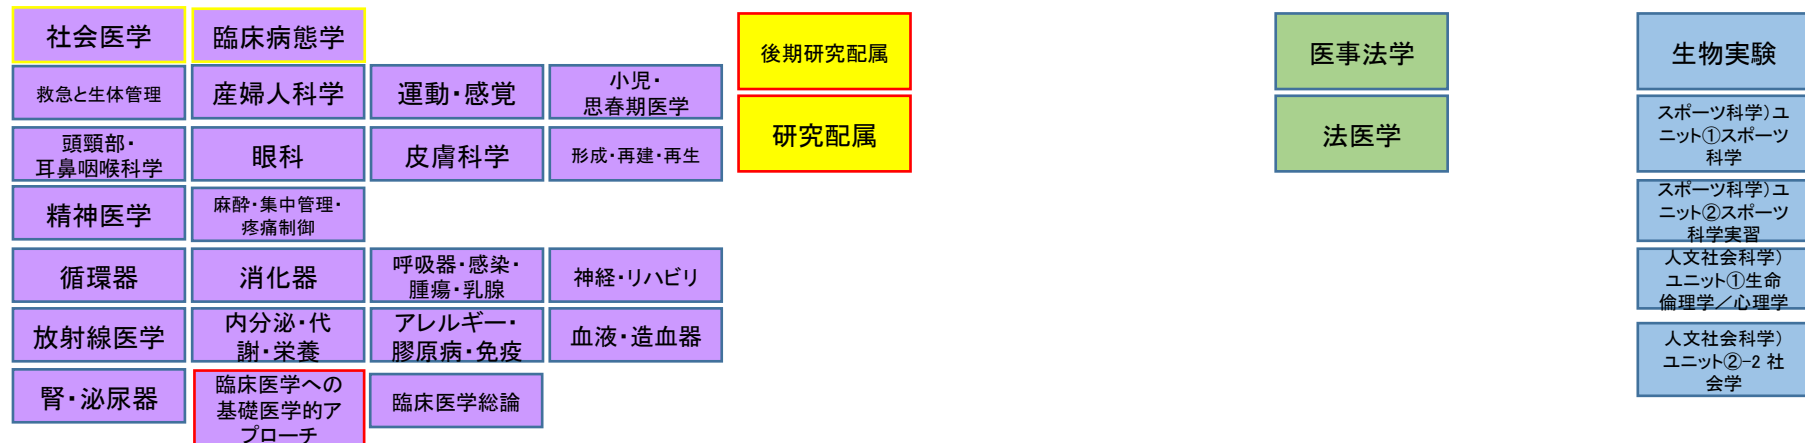 社会医学
臨床病態学
後期研究配属
医事法学
生物実験
救急と生体管理
産婦人科学
運動・感覚
小児・
思春期医学
研究配属
法医学
スポーツ科学)ユ
ニット①スポーツ
科学
頭頸部・
耳鼻咽喉科学
眼科
皮膚科学
形成・再建・再生
精神医学
麻酔・集中管理・
疼痛制御
スポーツ科学)ユ
ニット②スポーツ
科学実習
循環器
消化器
呼吸器・感染・
腫瘍・乳腺
神経・リハビリ
人文社会科学)
ユニット①生命
倫理学／心理学
放射線医学
内分泌・代
謝・栄養
アレルギー・
膠原病・免疫
血液・造血器
人文社会科学)
ユニット②-2 社
会学
腎・泌尿器
臨床医学への
基礎医学的ア
プローチ
臨床医学総論